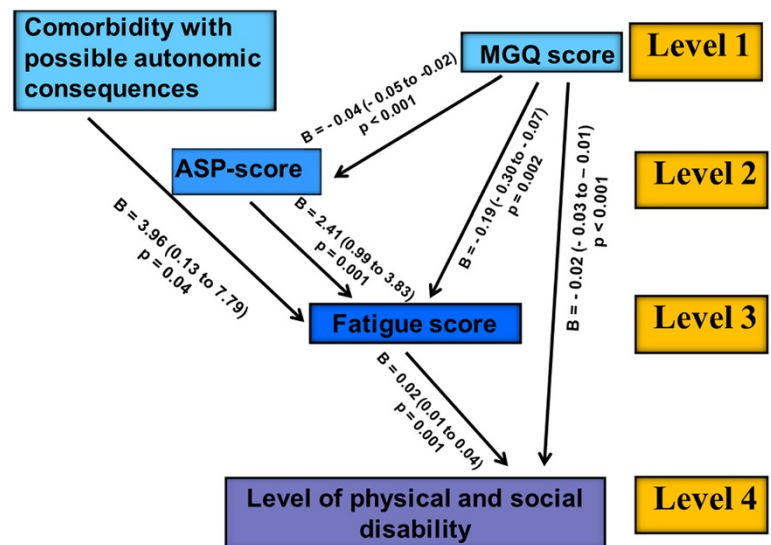 Comorbidity with
possible autonomic
consequences
MGQ score
Level 1
B = - 0.04 (- 0.05 to -0.02)
p < 0.001
ASP-score
Level 2
B = 3.96 (0.13 to 7.79)
p = 0.04
B = 2.41 (0.99 to 3.83)
p = 0.001
B = - 0.19 (- 0.30 to - 0.07)
p = 0.002
B = - 0.02 (- 0.03 to – 0.01)
p < 0.001
Fatigue score
Level 3
B = 0.02 (0.01 to 0.04)
p = 0.001
Level of physical and social
disability
Level 4